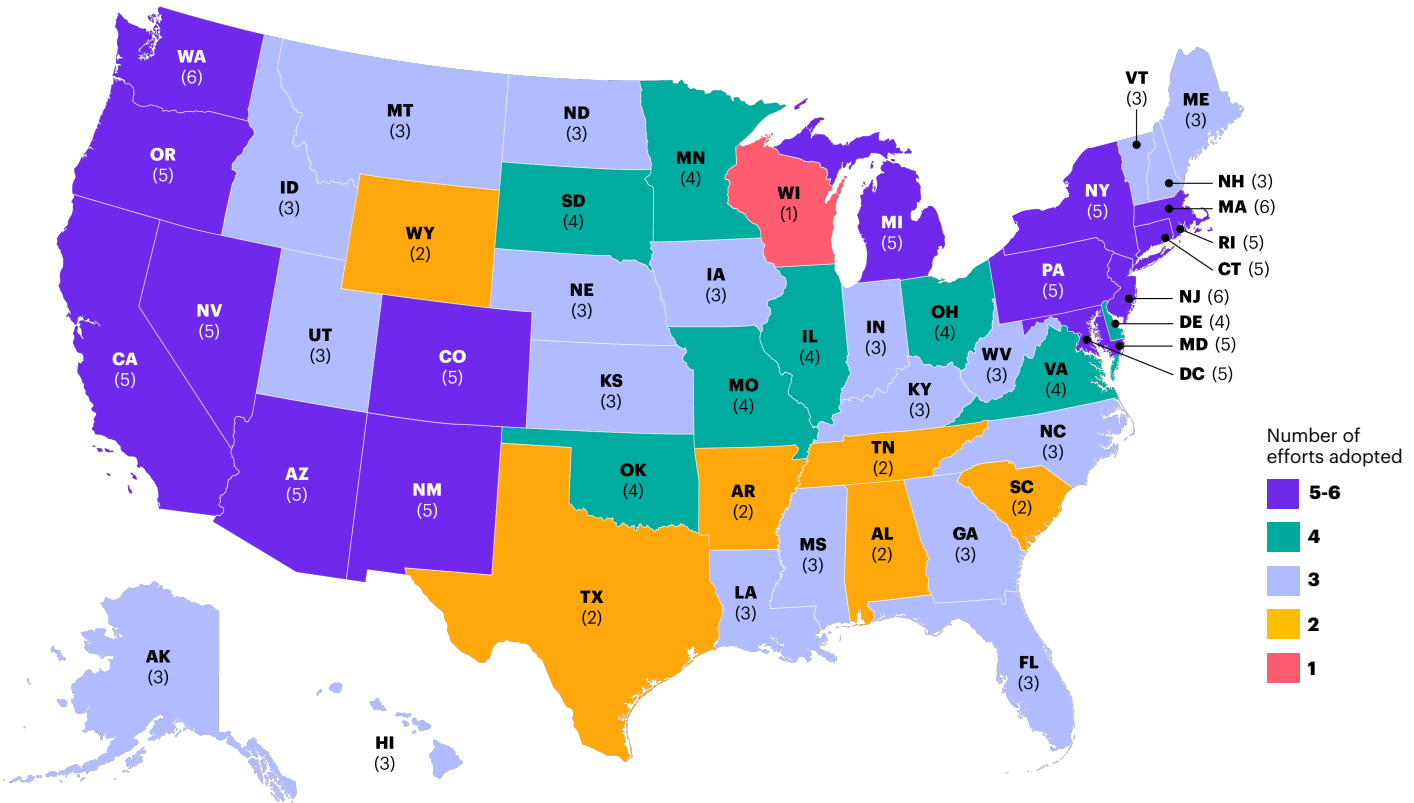 WA
(6)
OR
(5)
CA
(5)
NV
(5)
ID
(3)
MT
(3)
WY
(2)
UT
(3)
CO
(5)
AZ
(5)
NM
(5)
ND
(3)
SD
(4)
NE
(3)
KS
(3)
OK
(4)
TX
(2)
MN
(4)
IA
(3)
MO
(4)
AR
(2)
LA
(3)
WI
(1)
IL
(4)
MI
(5)
IN
(3)
OH
(4)
KY
(3)
WV
(3)
VA
(4)
TN
(2)
NC
(3)
SC
(2)
MS
(3)
AL
(2)
GA
(3)
FL
(3)
AK
(3)
HI
(3)
PA
(5)
NY
(5)
VT
(3)
ME
(3)
NH (3)
MA (6)
RI (5)
CT (5)
NJ (6)
DE (4)
MD (5)
DC (5)
Number of
efforts adopted
5-6
4
3
2
1